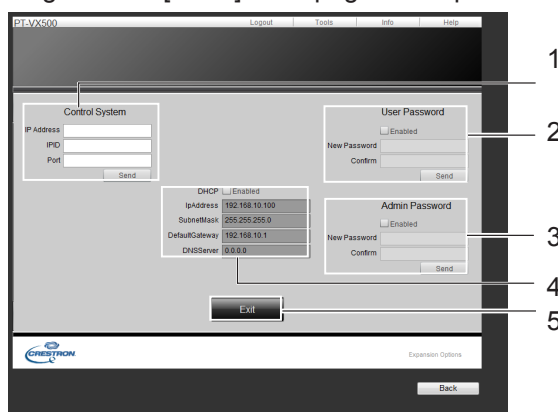 PT-VX500 Logout Tools Info Help
Control System
IP Address
IPID
Port
Send
User Password
Enabled
New Password
Confirm
Send
DHCP Enabled
IpAddress 192.168.10.100
SubnetMask 255.255.255.0
DefaultGateway 192.168.10.1
DNSServer 0.0.0.0
Admin Password
Enabled
New Password
Confirm
Send
Exit
CRESTRON
Expansion Options
Back
1
2
3
4
5